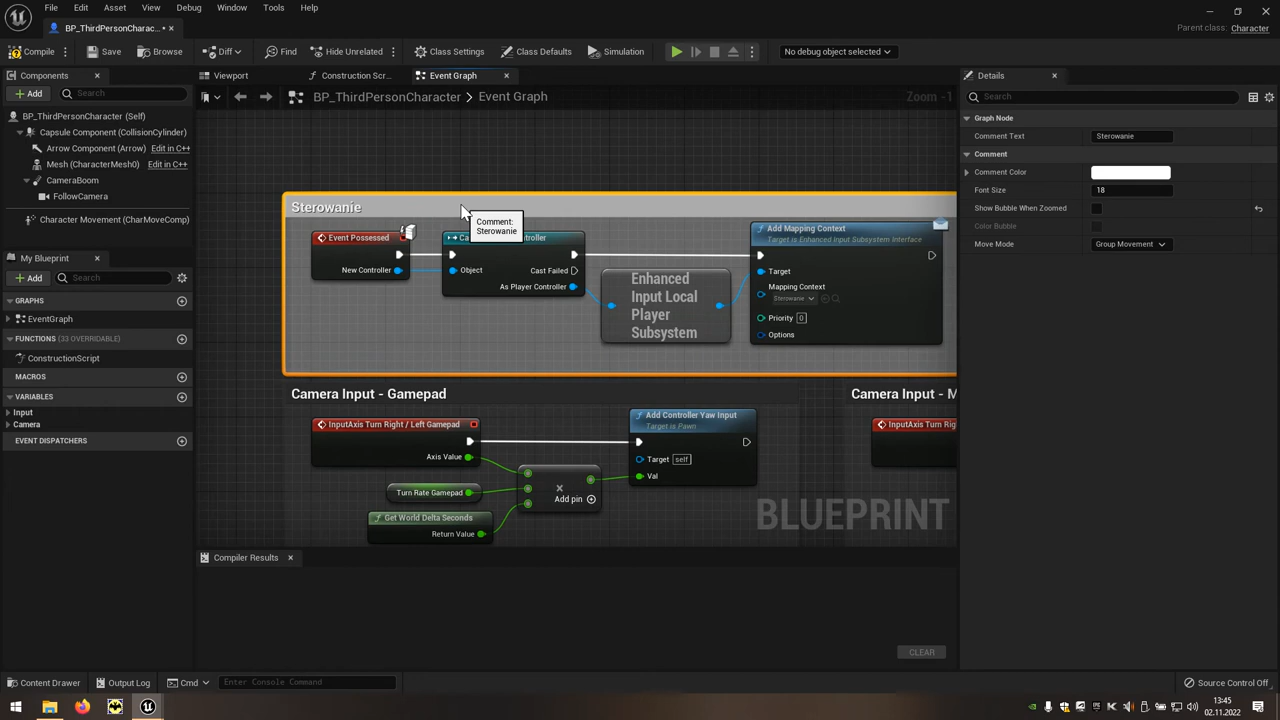 File Edit Asset View Debug Window Tools Help
BP_ThirdPersonCharac...
Parent class: Character
Compile Save Browse Diff Find Hide Unrelated Class Settings Class Defaults Simulation No debug object selected
Components
Viewport Construction Scr... Event Graph
Details
Add Search
BP_ThirdPersonCharacter > Event Graph
Zoom -1
Search
BP_ThirdPersonCharacter (Self)
Capsule Component (CollisionCylinder)
Arrow Component (Arrow) Edit in C++
Mesh (CharacterMesh0) Edit in C++
CameraBoom
FollowCamera
Character Movement (CharMoveComp)
My Blueprint
Add Search
GRAPHS
EventGraph
FUNCTIONS (33 OVERRIDABLE)
ConstructionScript
MACROS
VARIABLES
Input
Camera
EVENT DISPATCHERS
Sterowanie
Comment:
Sterowanie
Event Possessed
New Controller
Object
Cast Failed
As Player Controller
Enhanced
Input Local
Player
Subsystem
Add Mapping Context
Target is Enhanced Input Subsystem Interface
Target
Mapping Context
Sterowanie
Priority 0
Options
Camera Input - Gamepad
InputAxis Turn Right / Left Gamepad
Axis Value
Turn Rate Gamepad
Get World Delta Seconds
Return Value
Add pin
Add Controller Yaw Input
Target is Pawn
Target self
Val
Camera Input - M
InputAxis Turn Rig
BLUEPRINT
Graph Node
Comment Text Sterowanie
Comment
Comment Color
Font Size 18
Show Bubble When Zoomed
Color Bubble
Move Mode Group Movement
Compiler Results
CLEAR
Content Drawer Output Log Cmd Enter Console Command
Source Control Off
13:45
02.11.2022